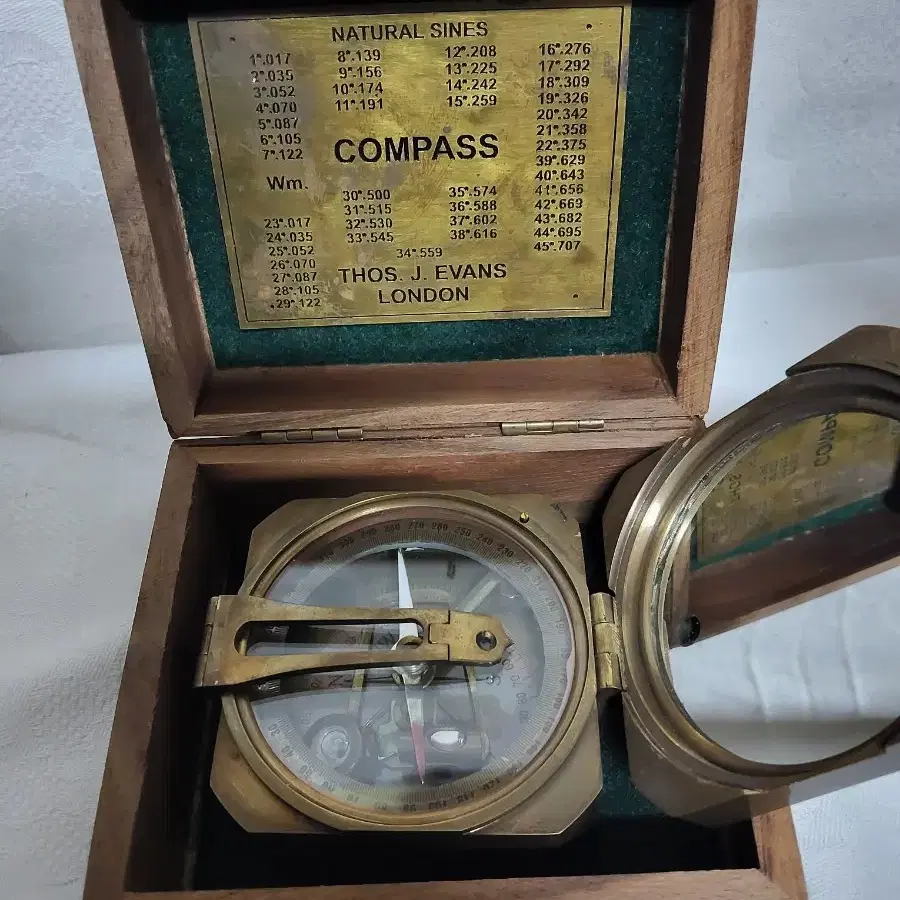 NATURAL SINES
1°.017 8°.139 12°.208 16°.276
2°.035 9°.156 13°.225 17°.292
3°.052 10°.174 14°.242 18°.309
4°.070 11°.191 15°.259 19°.326
5°.087 20°.342
6°.105 21°.358
7°.122 COMPASS 22°.375
39°.629
Wm. 40°.643
30°.500 35°.574 41°.656
31°.515 36°.588 42°.669
23°.017 32°.530 37°.602 43°.682
24°.035 33°.545 38°.616 44°.695
25°.052 34°.559 45°.707
26°.070
27°.087 THOS. J. EVANS
28°.105 LONDON
29°.122